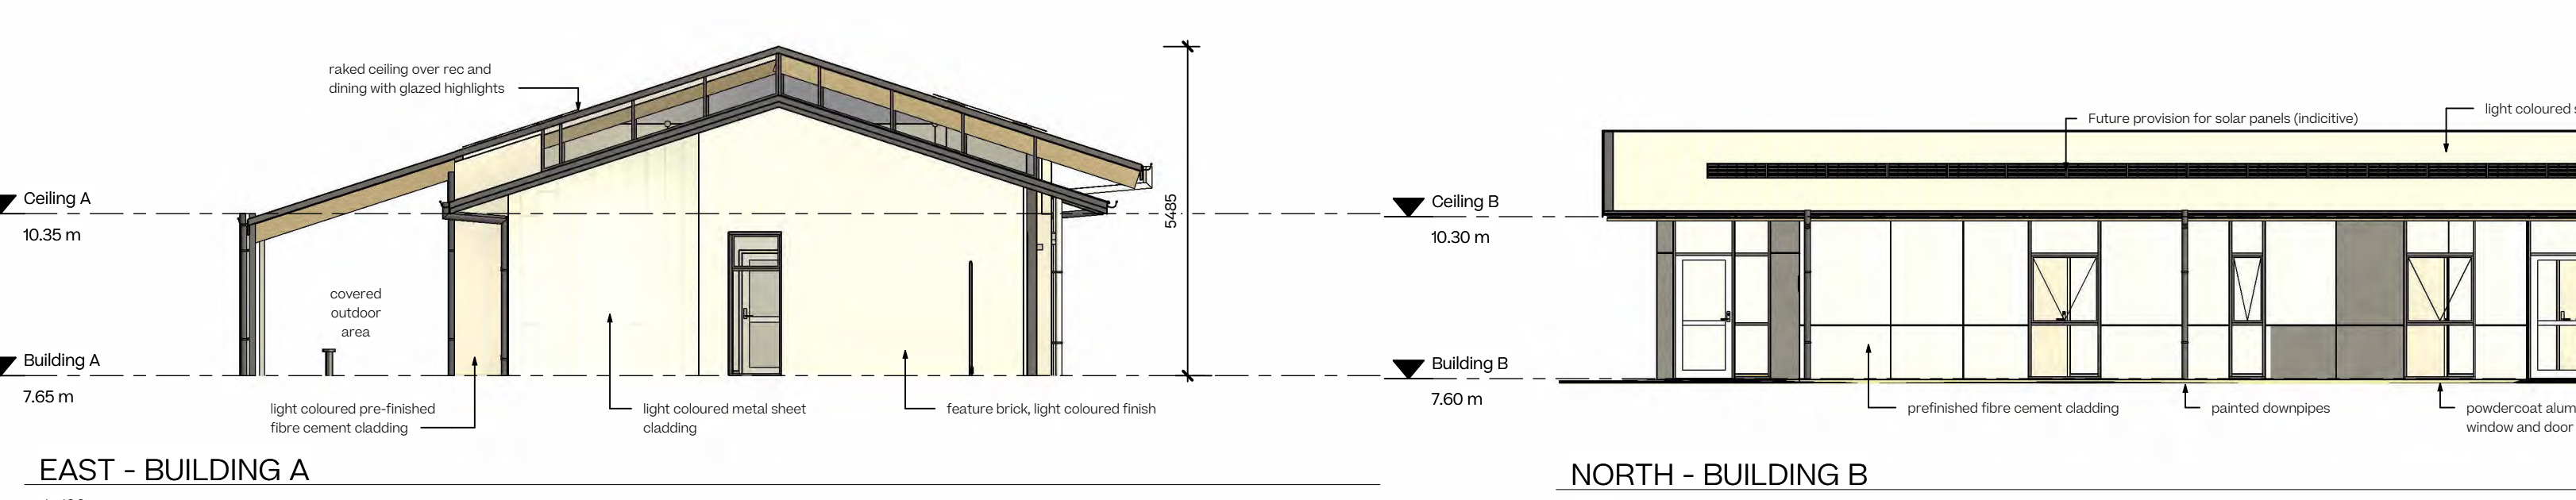 raked ceiling over rec and
dining with glazed highlights
Ceiling A
10.35 m
covered
outdoor
area
Building A
7.65 m
5485
light coloured pre-finished
fibre cement cladding
light coloured metal sheet
cladding
feature brick, light coloured finish
EAST - BUILDING A
Future provision for solar panels (indicitive)
light coloured
Ceiling B
10.30 m
Building B
7.60 m
prefinished fibre cement cladding
painted downpipes
powdercoat alum
window and door
NORTH - BUILDING B